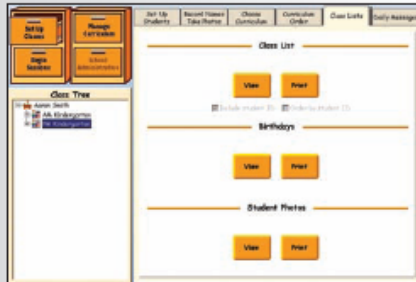 Set Up Classes
Manage Curriculum
Begin Sessions
School Administration
Set Up Students
Record Names Take Photos
Choose Curriculum
Curriculum Order
Class Lists
Daily Messages
Class Tree
Aaron Smith
AM Kindergarten
PM Kindergarten
Class List
View
Print
Include student ID
Order by student ID
Birthdays
View
Print
Student Photos
View
Print